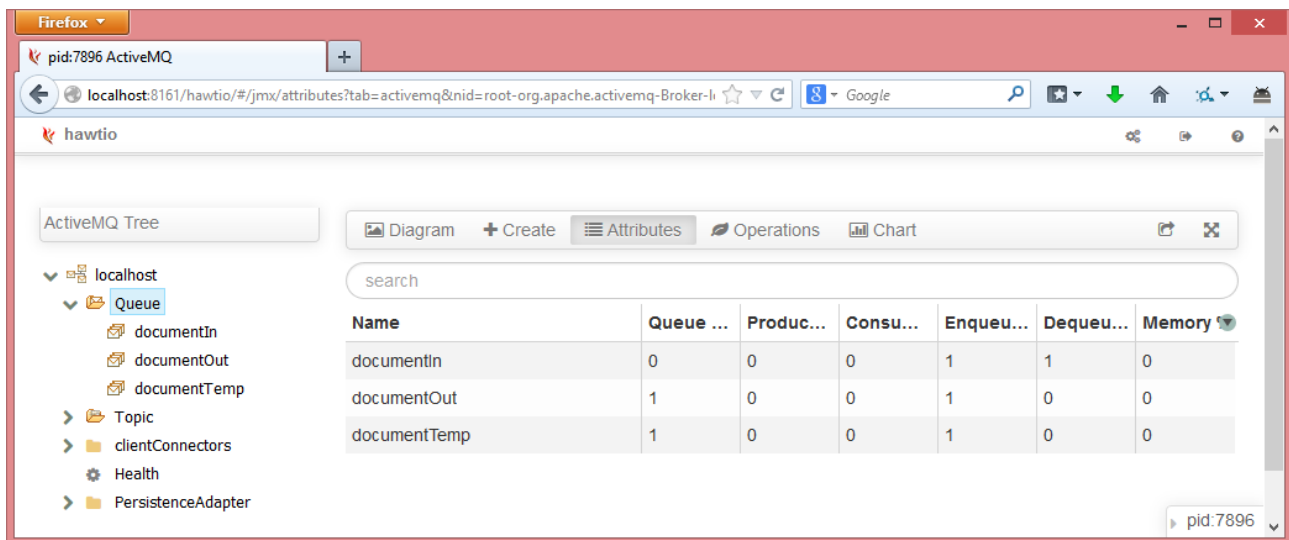 Firefox
pid:7896 ActiveMQ
localhost:8161/hawtio/#/jmx/attributes?tab=activemq&nid=root-org.apache.activemq-Broker-l
8 Google
hawtio
ActiveMQ Tree
Diagram + Create Attributes Operations Chart
localhost
search
Queue
Name Queue ... Produc... Consu... Enqueu... Dequeu... Memory %
documentIn
documentIn 0 0 0 1 1 0
documentOut
documentOut 1 0 0 1 0 0
documentTemp
documentTemp 1 0 0 1 0 0
Topic
clientConnectors
Health
PersistenceAdapter
pid:7896